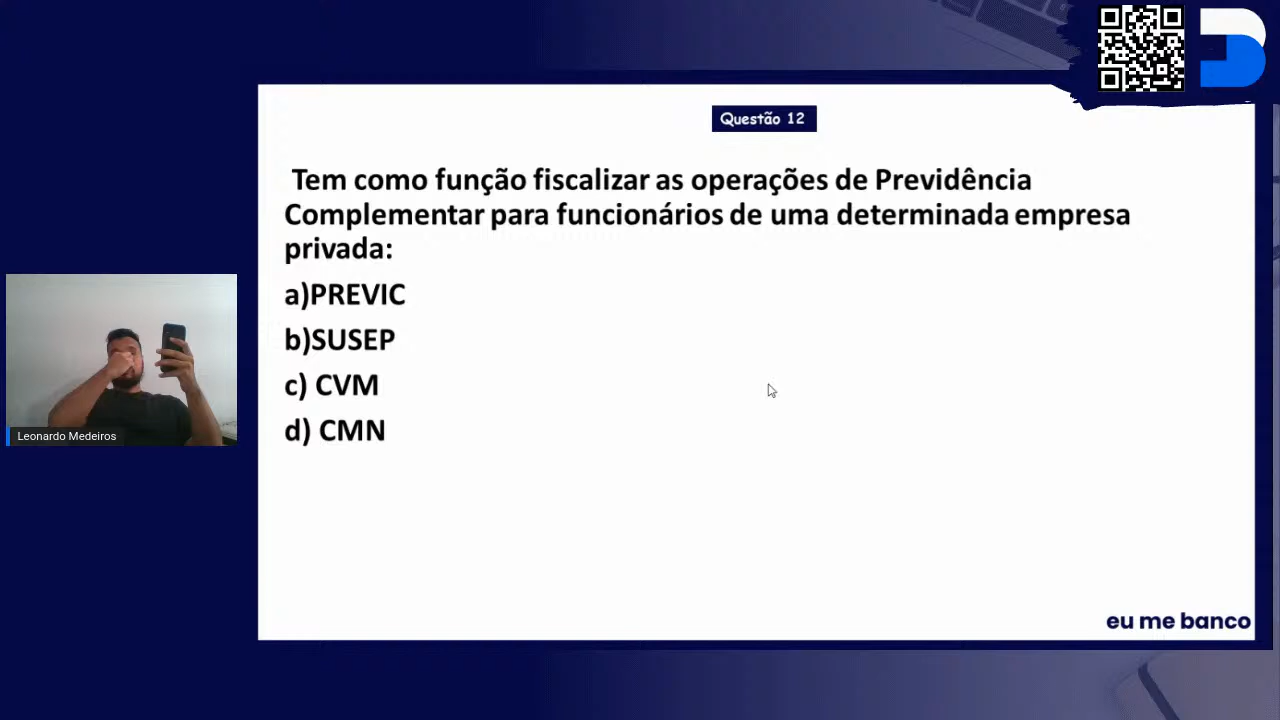 Questão 12
Tem como função fiscalizar as operações de Previdência
Complementar para funcionários de uma determinada empresa
privada:
a)PREVIC
b)SUSEP
c) CVM
d) CMN
Leonardo Medeiros
eu me banco